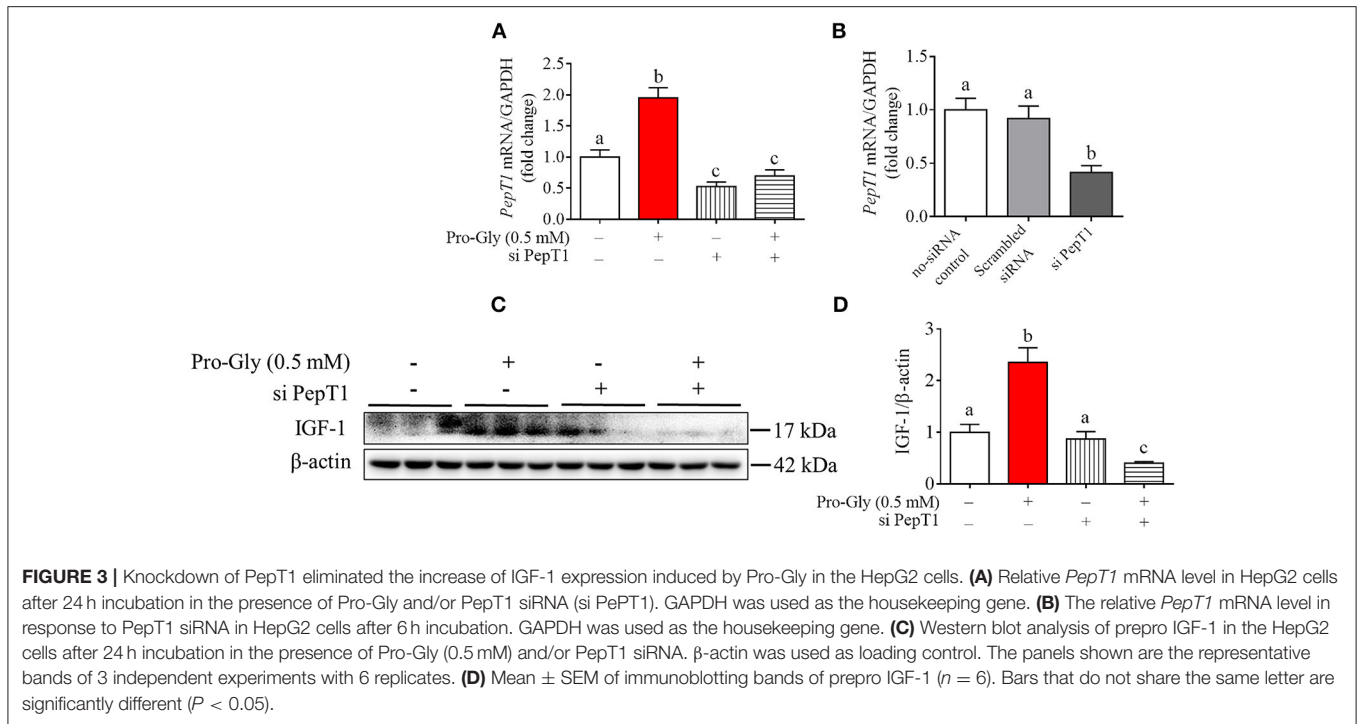 A
PepT1 mRNA/GAPDH
(fold change)
2.5
2.0
1.5
1.0
0.5
0.0
a
b
c
c
Pro-Gly (0.5 mM)
– + – +
si PepT1
– – + +
B
PepT1 mRNA/GAPDH
(fold change)
1.5
1.0
0.5
0.0
a
a
b
no-siRNA
control
Scrambled
siRNA
si PepT1
C
Pro-Gly (0.5 mM) - + - +
si PepT1 - - + +
IGF-1
17 kDa
β-actin
42 kDa
D
IGF-1/β-actin
3
2
1
0
a
b
a
c
Pro-Gly (0.5 mM) – + – +
si PepT1 – – + +
FIGURE 3 | Knockdown of PepT1 eliminated the increase of IGF-1 expression induced by Pro-Gly in the HepG2 cells. (A) Relative PepT1 mRNA level in HepG2 cells
after 24 h incubation in the presence of Pro-Gly and/or PepT1 siRNA (si PePT1). GAPDH was used as the housekeeping gene. (B) The relative PepT1 mRNA level in
response to PepT1 siRNA in HepG2 cells after 6 h incubation. GAPDH was used as the housekeeping gene. (C) Western blot analysis of prepro IGF-1 in the HepG2
cells after 24 h incubation in the presence of Pro-Gly (0.5 mM) and/or PepT1 siRNA. β-actin was used as loading control. The panels shown are the representative
bands of 3 independent experiments with 6 replicates. (D) Mean ± SEM of immunoblotting bands of prepro IGF-1 (n = 6). Bars that do not share the same letter are
significantly different (P < 0.05).